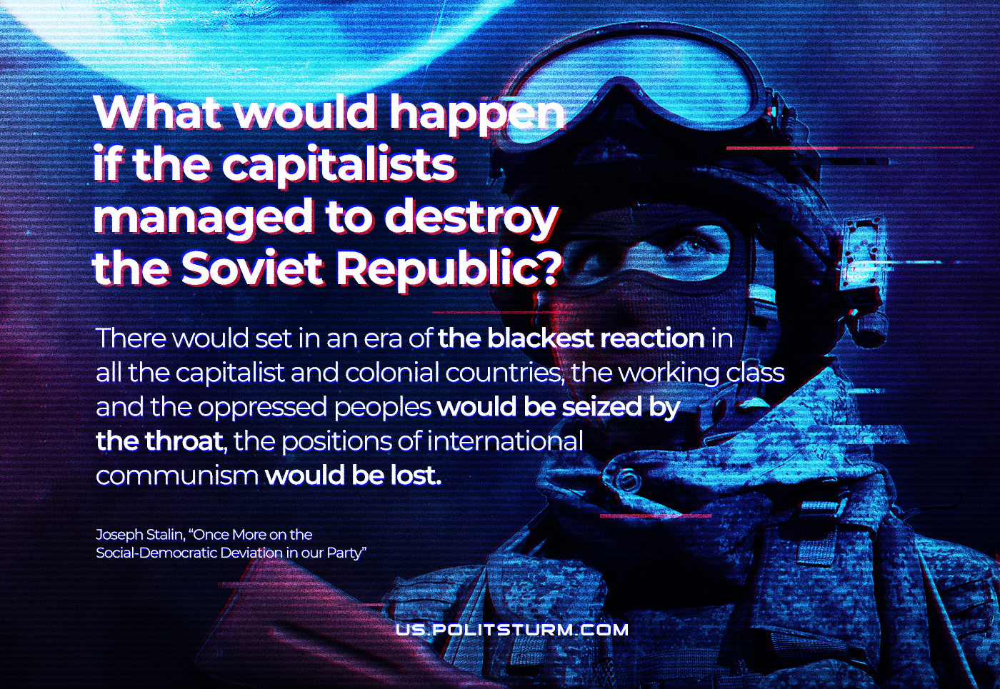 What would happen
if the capitalists
managed to destroy
the Soviet Republic?
There would set in an era of the blackest reaction in
all the capitalist and colonial countries, the working class
and the oppressed peoples would be seized by
the throat, the positions of international
communism would be lost.
Joseph Stalin, “Once More on the
Social-Democratic Deviation in our Party”
US.POLITSTURM.COM